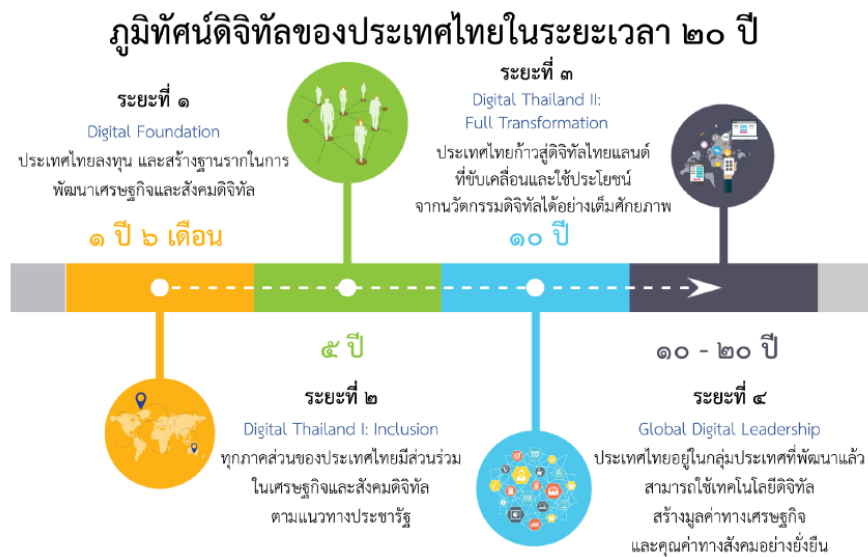 ภูมิทัศน์ดิจิทัลของประเทศไทยในระยะเวลา ๒๐ ปี
ระยะที่ ๑
Digital Foundation
ประเทศไทยลงทุน และสร้างฐานรากในการ
พัฒนาเศรษฐกิจและสังคมดิจิทัล
๑ ปี ๖ เดือน
๕ ปี
ระยะที่ ๒
Digital Thailand I: Inclusion
ทุกภาคส่วนของประเทศไทยมีส่วนร่วม
ในเศรษฐกิจและสังคมดิจิทัล
ตามแนวทางประชารัฐ
ระยะที่ ๓
Digital Thailand II:
Full Transformation
ประเทศไทยก้าวสู่ดิจิทัลไทยแลนด์
ที่ขับเคลื่อนและใช้ประโยชน์
จากนวัตกรรมดิจิทัลได้อย่างเต็มศักยภาพ
๑๐ ปี
๑๐ - ๒๐ ปี
ระยะที่ ๔
Global Digital Leadership
ประเทศไทยอยู่ในกลุ่มประเทศที่พัฒนาแล้ว
สามารถใช้เทคโนโลยีดิจิทัล
สร้างมูลค่าทางเศรษฐกิจ
และคุณค่าทางสังคมอย่างยั่งยืน